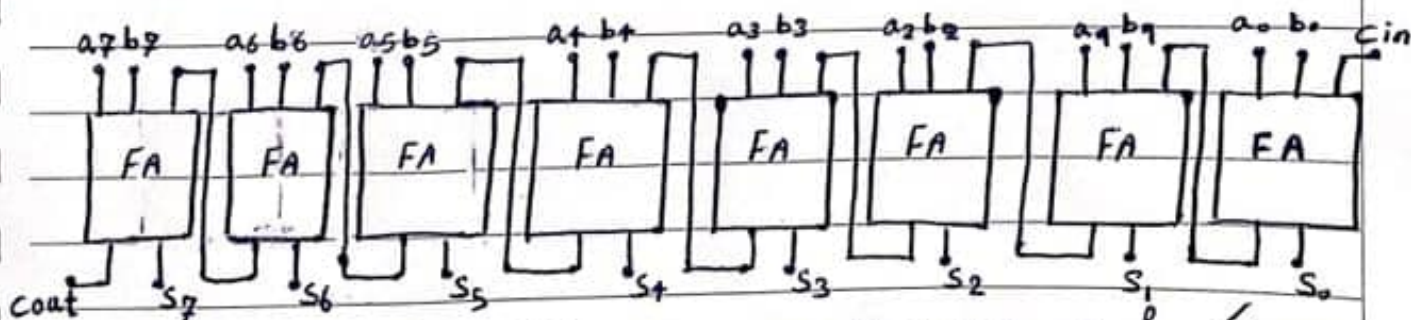 a7 b7 a6 b6 a5 b5 a4 b4 a3 b3 a2 b2 a1 b1 a0 b0 Cin
FA FA FA FA FA FA FA FA
Cout S7 S6 S5 S4 S3 S2 S1 S0